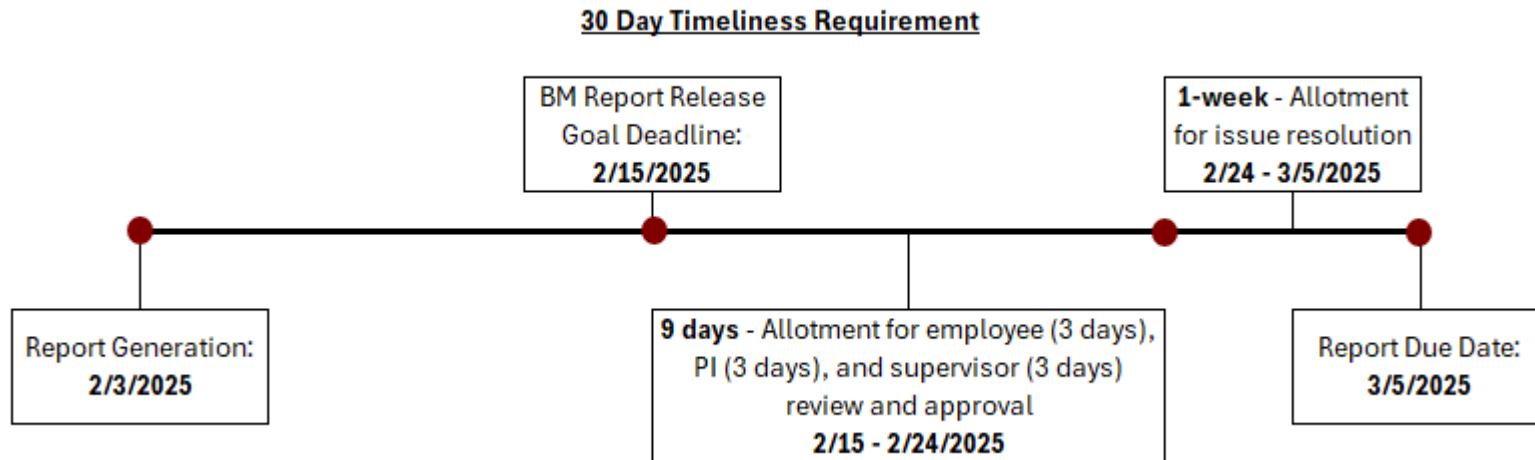 30 Day Timeliness Requirement
BM Report Release
Goal Deadline:
2/15/2025
1-week - Allotment
for issue resolution
2/24 - 3/5/2025
Report Generation:
2/3/2025
9 days - Allotment for employee (3 days),
PI (3 days), and supervisor (3 days)
review and approval
2/15 - 2/24/2025
Report Due Date:
3/5/2025